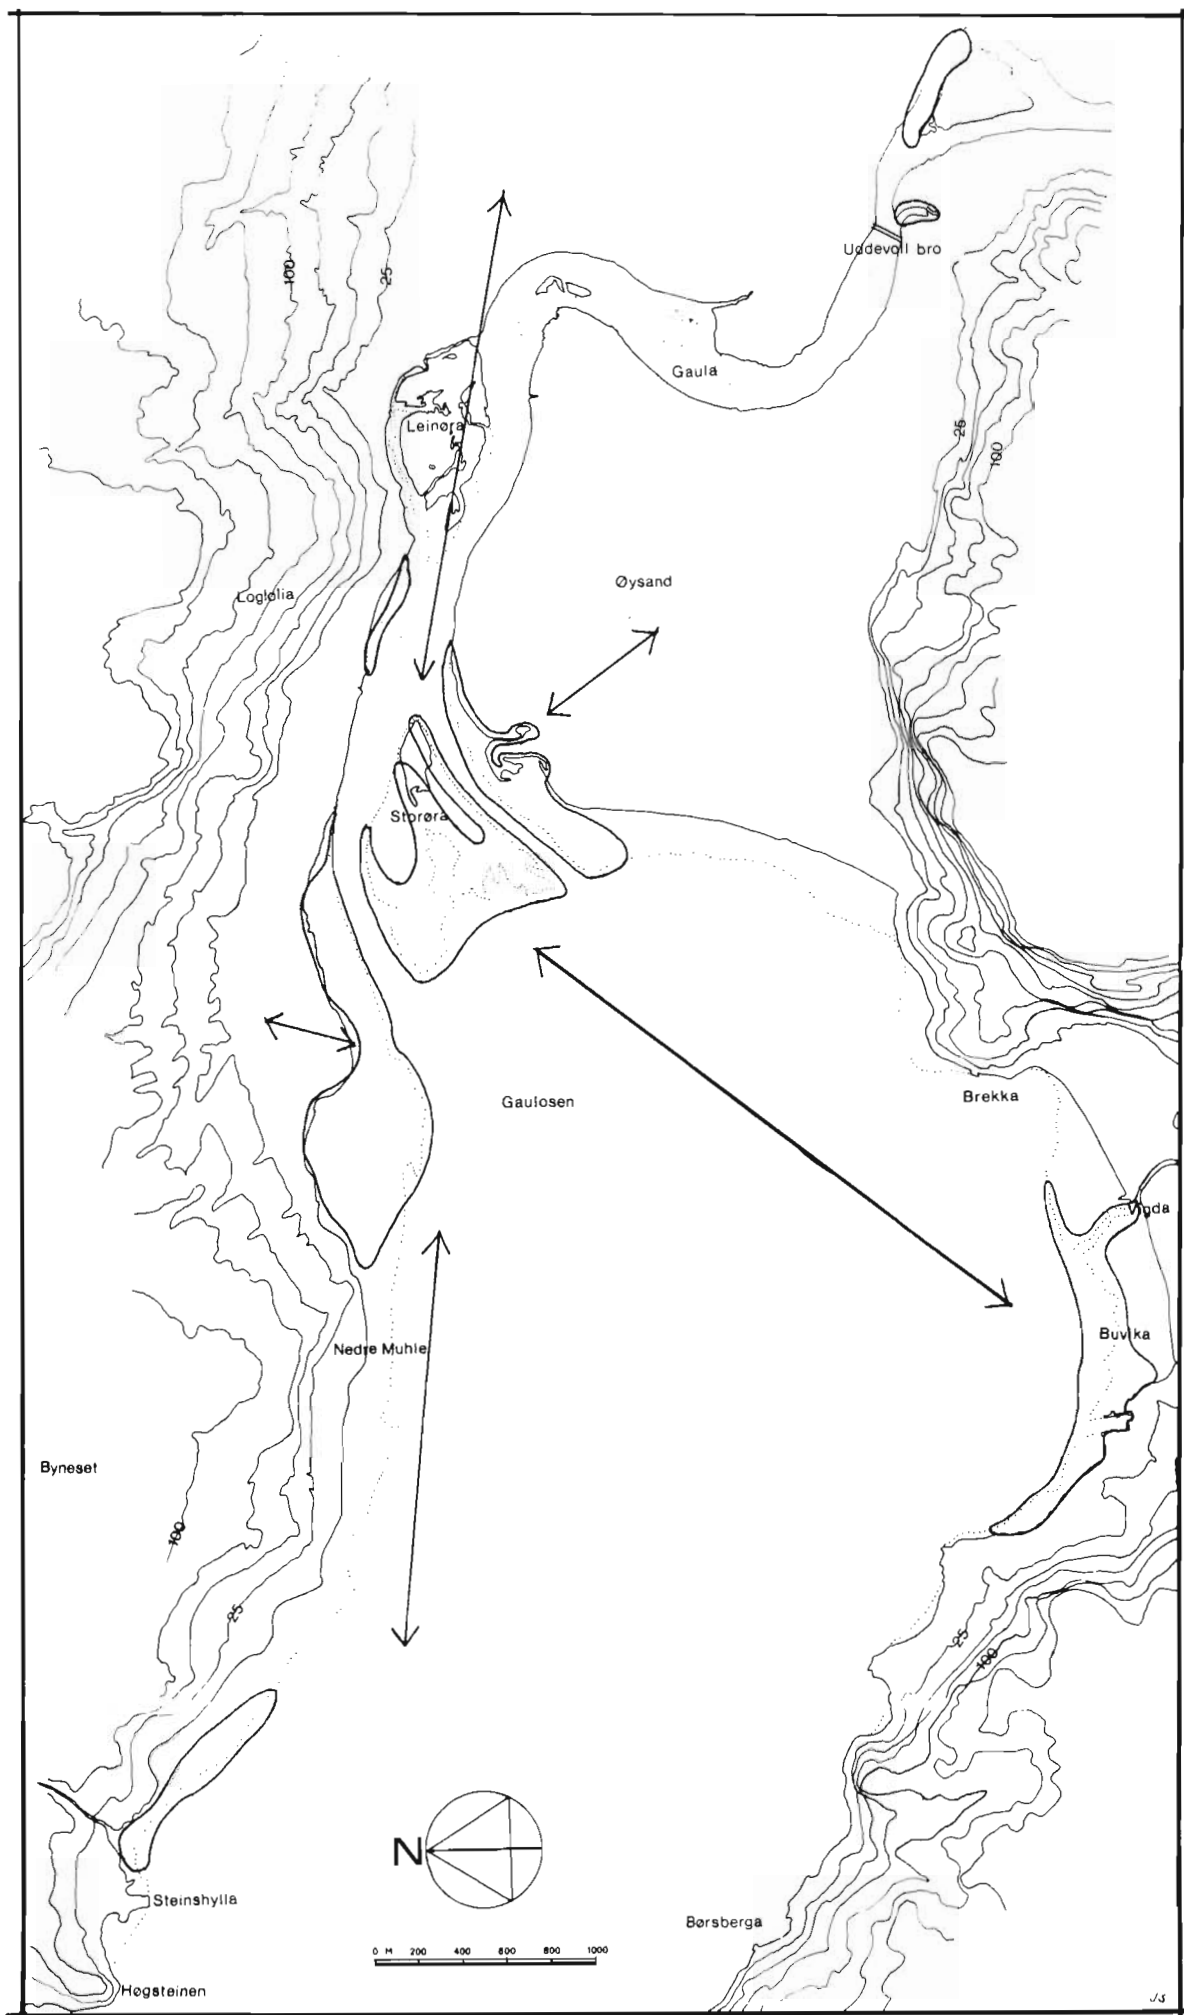 Uddevoll bro
100
25
Gaula
Leinøra
25
100
Øysand
Loglølia
Storøra
Gaulosen
Brekka
Vigda
Buvika
Nedre Muhle
Byneset
100
25
25
100
N
Steinshylla
Børsberga
0 M 200 400 600 800 1000
Høgsteinen
JS